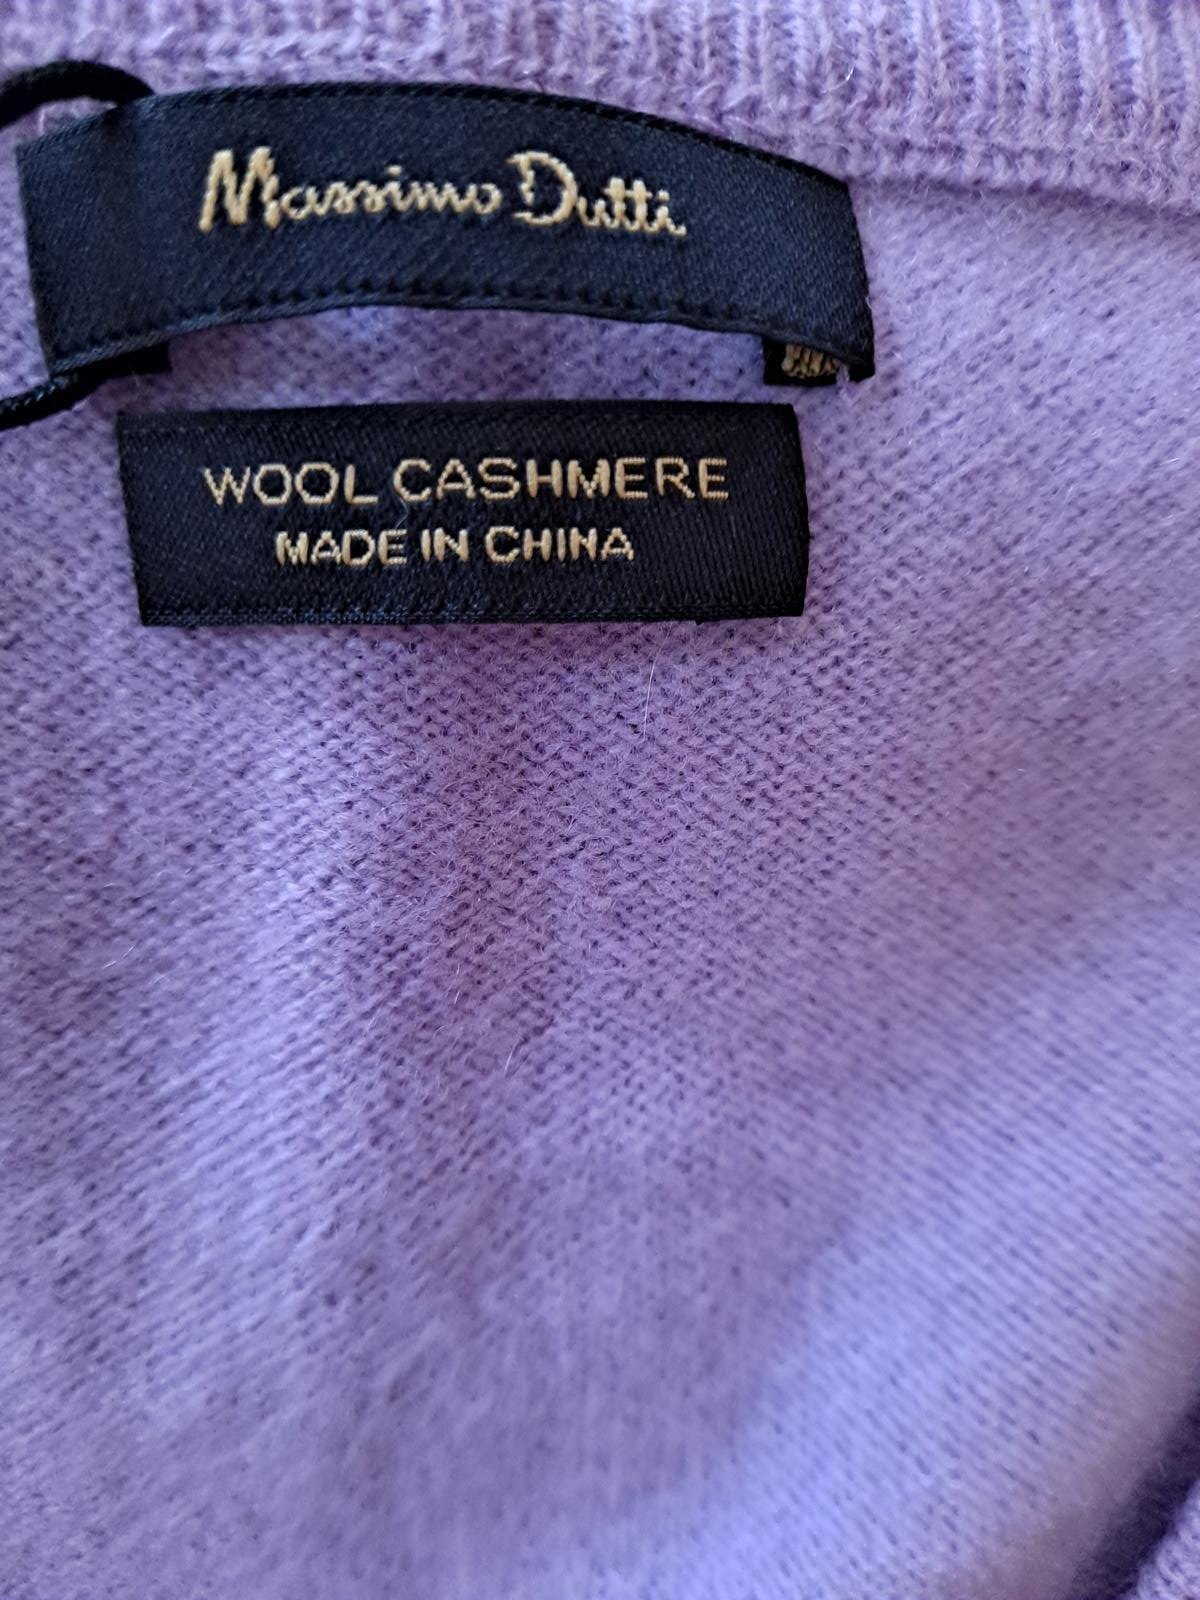 Massimo Dutti
WOOL CASHMERE
MADE IN CHINA